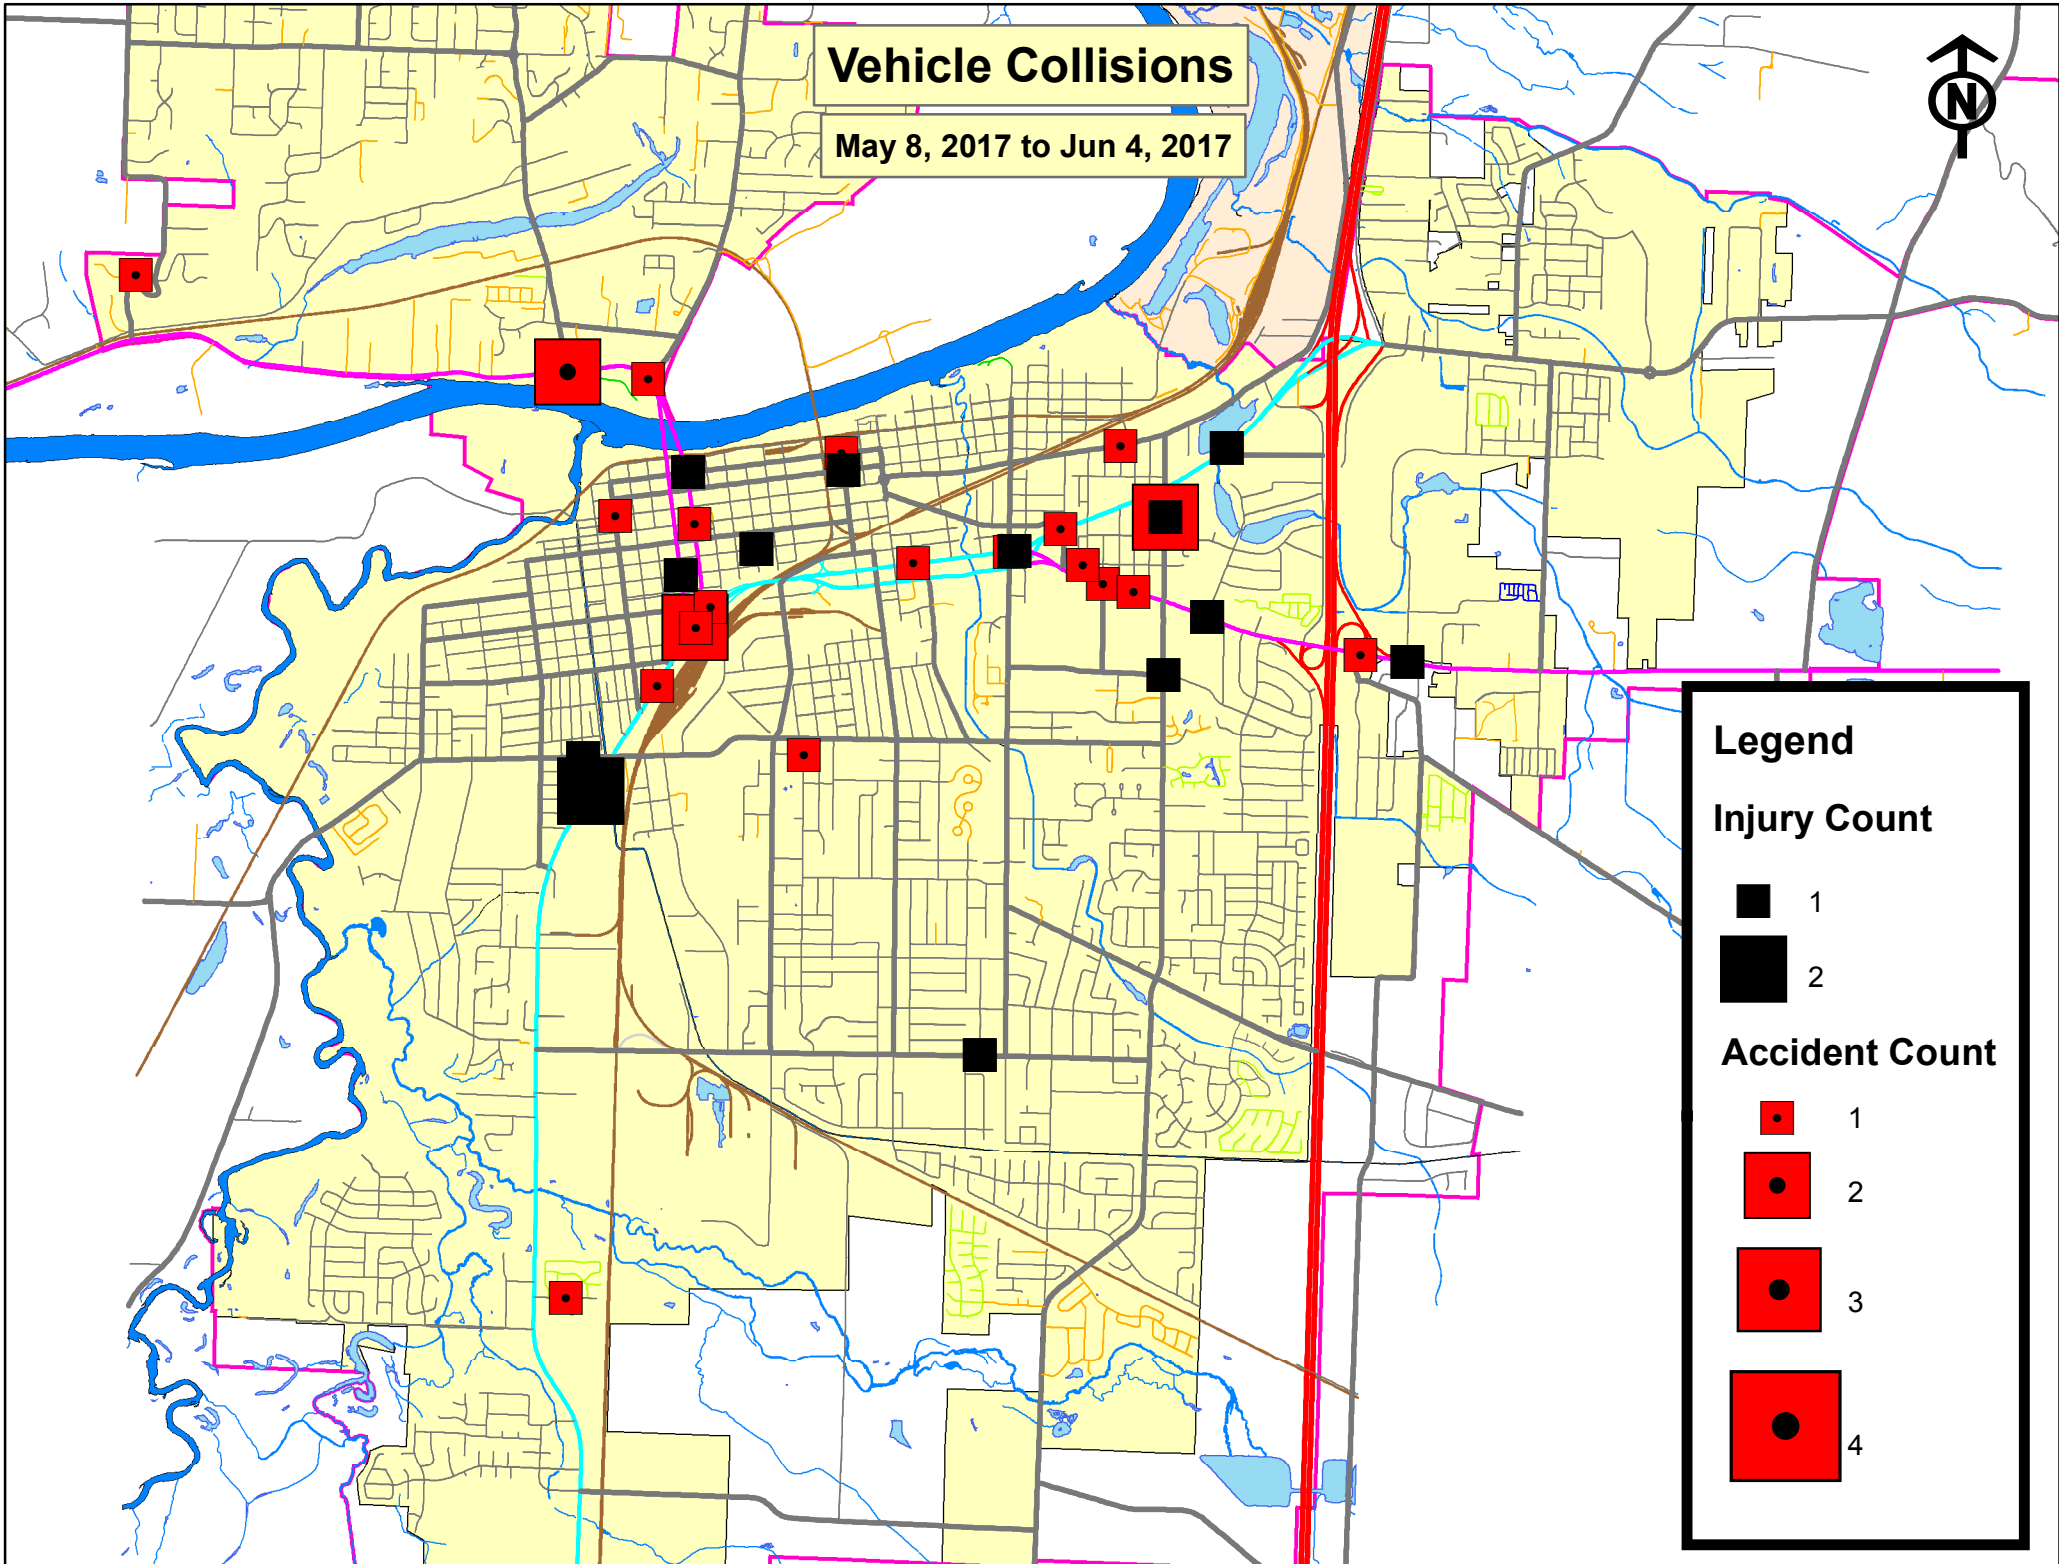 Vehicle Collisions
May 8, 2017 to Jun 4, 2017
N
Legend
Injury Count
1
2
Accident Count
1
2
3
4